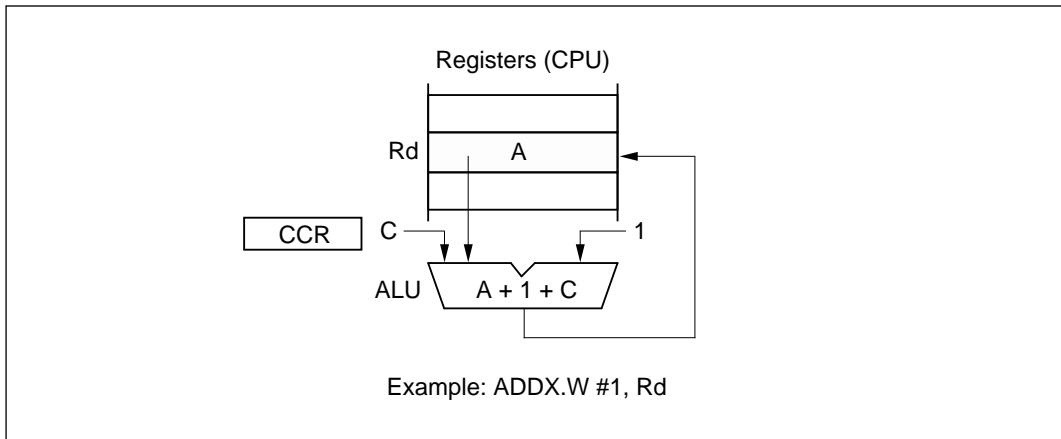 Registers (CPU)
Rd
A
CCR
C
1
ALU
A + 1 + C
Example: ADDX.W #1, Rd